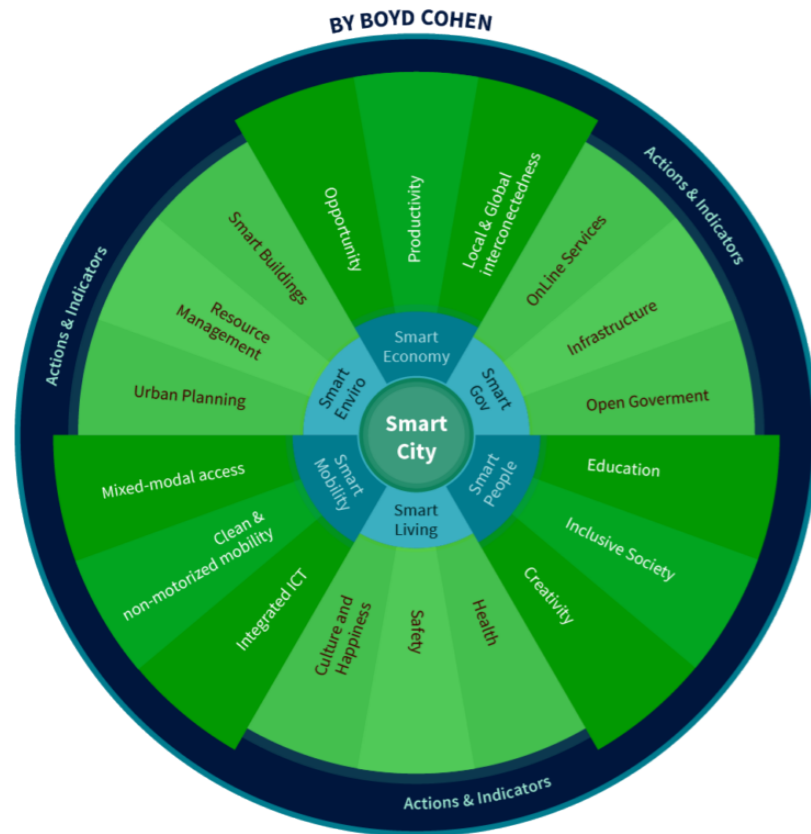 BY BOYD COHEN
Actions & Indicators
Actions & Indicators
Actions & Indicators
Opportunity
Productivity
Local & Global
interconectedness
OnLine Services
Infrastructure
Open Goverment
Education
Inclusive Society
Creativity
Health
Safety
Culture and
Happiness
Integrated ICT
Clean &
non-motorized mobility
Mixed-modal access
Urban Planning
Resource
Management
Smart Buildings
Smart
Economy
Smart
Gov
Smart
People
Smart
Living
Smart
Mobility
Smart
Enviro
Smart
City